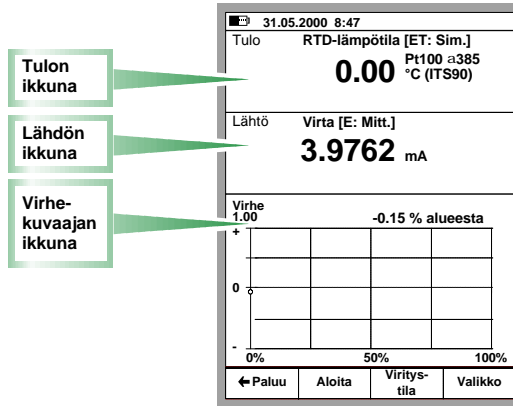 Tulon
ikkuna
Lähdön
ikkuna
Virhe-
kuvaajan
ikkuna
31.05.2000 8:47
Tulo RTD-lämpötila [ET: Sim.]
0.00 Pt100 a385
°C (ITS90)
Lähtö Virta [E: Mitt.]
3.9762 mA
Virhe
1.00 -0.15 % alueesta
+
0
-
0% 50% 100%
Paluu Aloita Viritys-
tila Valikko